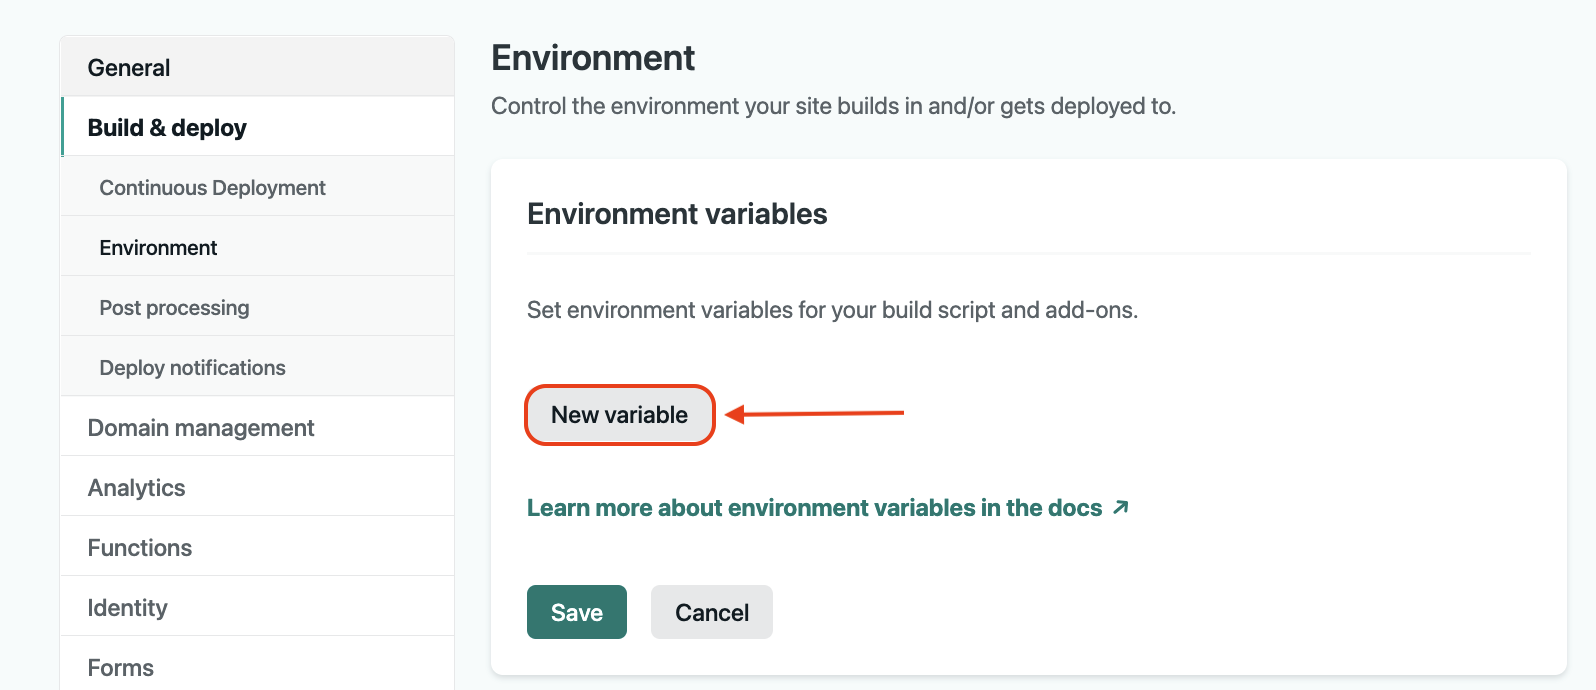 General
Build & deploy
Continuous Deployment
Environment
Post processing
Deploy notifications
Domain management
Analytics
Functions
Identity
Forms
Environment
Control the environment your site builds in and/or gets deployed to.
Environment variables
Set environment variables for your build script and add-ons.
New variable
Learn more about environment variables in the docs ↗
Save Cancel